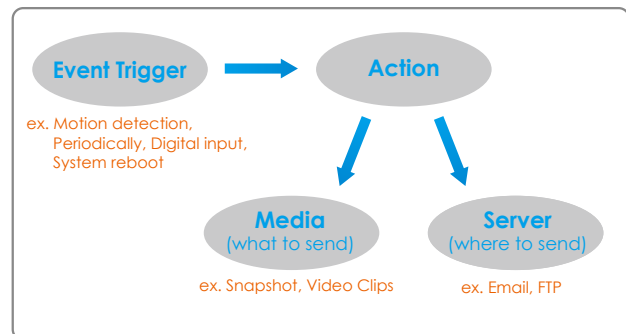 Event Trigger
Action
ex. Motion detection,
Periodically, Digital input,
System reboot
Media
(what to send)
Server
(where to send)
ex. Snapshot, Video Clips
ex. Email, FTP